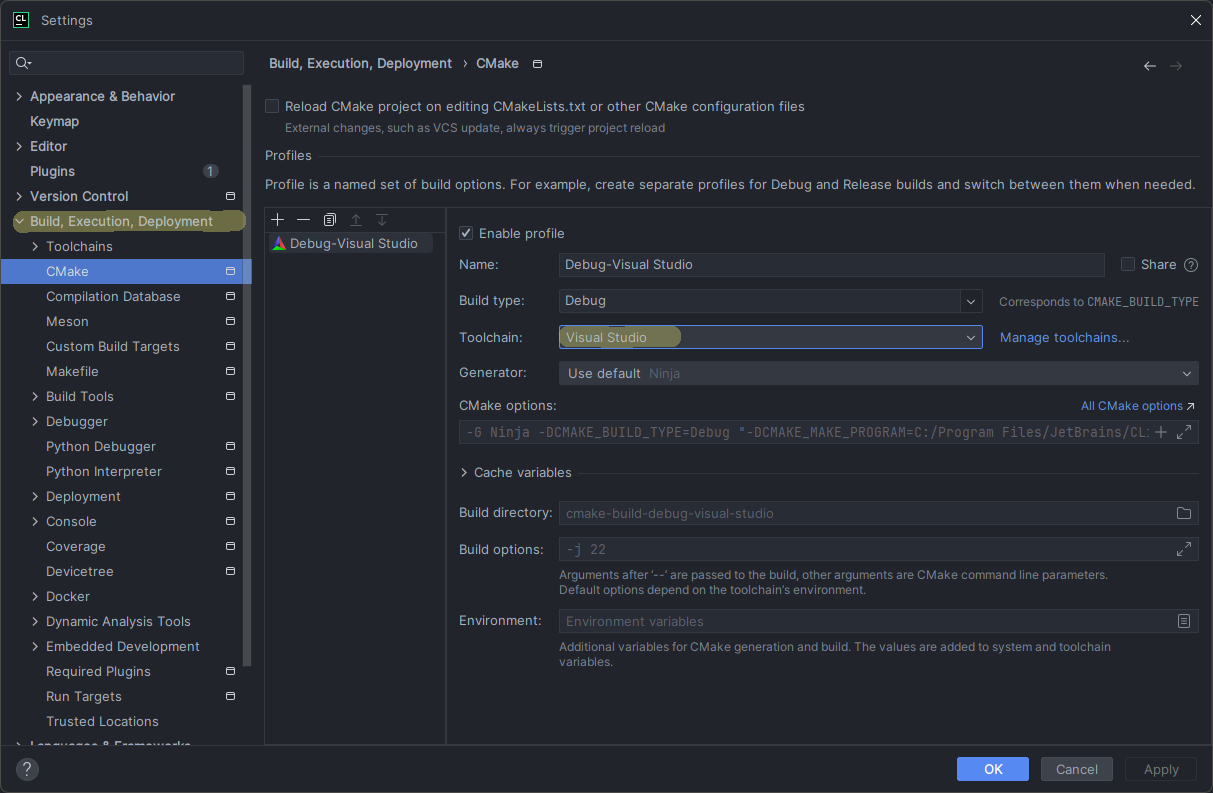 CL Settings
Build, Execution, Deployment › CMake
Appearance & Behavior
Keymap
Editor
Plugins 1
Version Control
Build, Execution, Deployment
Toolchains
CMake
Compilation Database
Meson
Custom Build Targets
Makefile
Build Tools
Debugger
Python Debugger
Python Interpreter
Deployment
Console
Coverage
Devicetree
Docker
Dynamic Analysis Tools
Embedded Development
Required Plugins
Run Targets
Trusted Locations
Languages & Frameworks
Reload CMake project on editing CMakeLists.txt or other CMake configuration files
External changes, such as VCS update, always trigger project reload
Profiles
Profile is a named set of build options. For example, create separate profiles for Debug and Release builds and switch between them when needed.
Debug-Visual Studio
Enable profile
Name: Debug-Visual Studio Share ?
Build type: Debug Corresponds to CMAKE_BUILD_TYPE
Toolchain: Visual Studio Manage toolchains...
Generator: Use default Ninja
CMake options: All CMake options ↗
-G Ninja -DCMAKE_BUILD_TYPE=Debug "-DCMAKE_MAKE_PROGRAM=C:/Program Files/JetBrains/CL
Cache variables
Build directory: cmake-build-debug-visual-studio
Build options: -j 22
Arguments after '--' are passed to the build, other arguments are CMake command line parameters.
Default options depend on the toolchain's environment.
Environment: Environment variables
Additional variables for CMake generation and build. The values are added to system and toolchain
variables.
? OK Cancel Apply